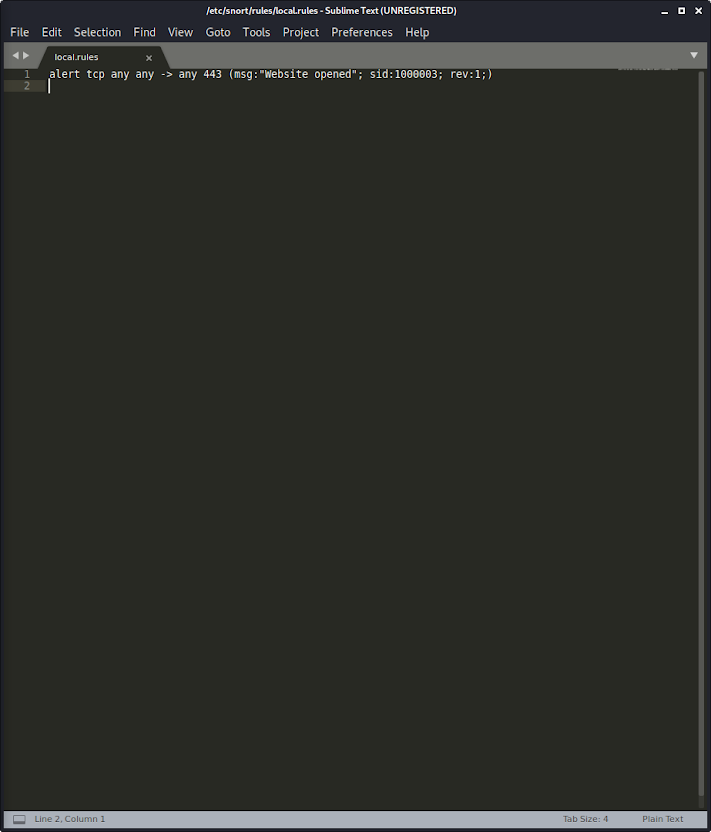 /etc/snort/rules/local.rules - Sublime Text (UNREGISTERED)
File Edit Selection Find View Goto Tools Project Preferences Help
local.rules
1 alert tcp any any -> any 443 (msg:"Website opened"; sid:1000003; rev:1;)
2
Line 2, Column 1 Tab Size: 4 Plain Text